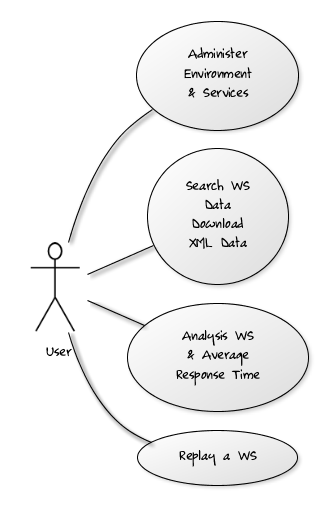 Administer
Environment
& Services
Search WS
Data
Download
XML Data
Analysis WS
& Average
Response Time
User
Replay a WS